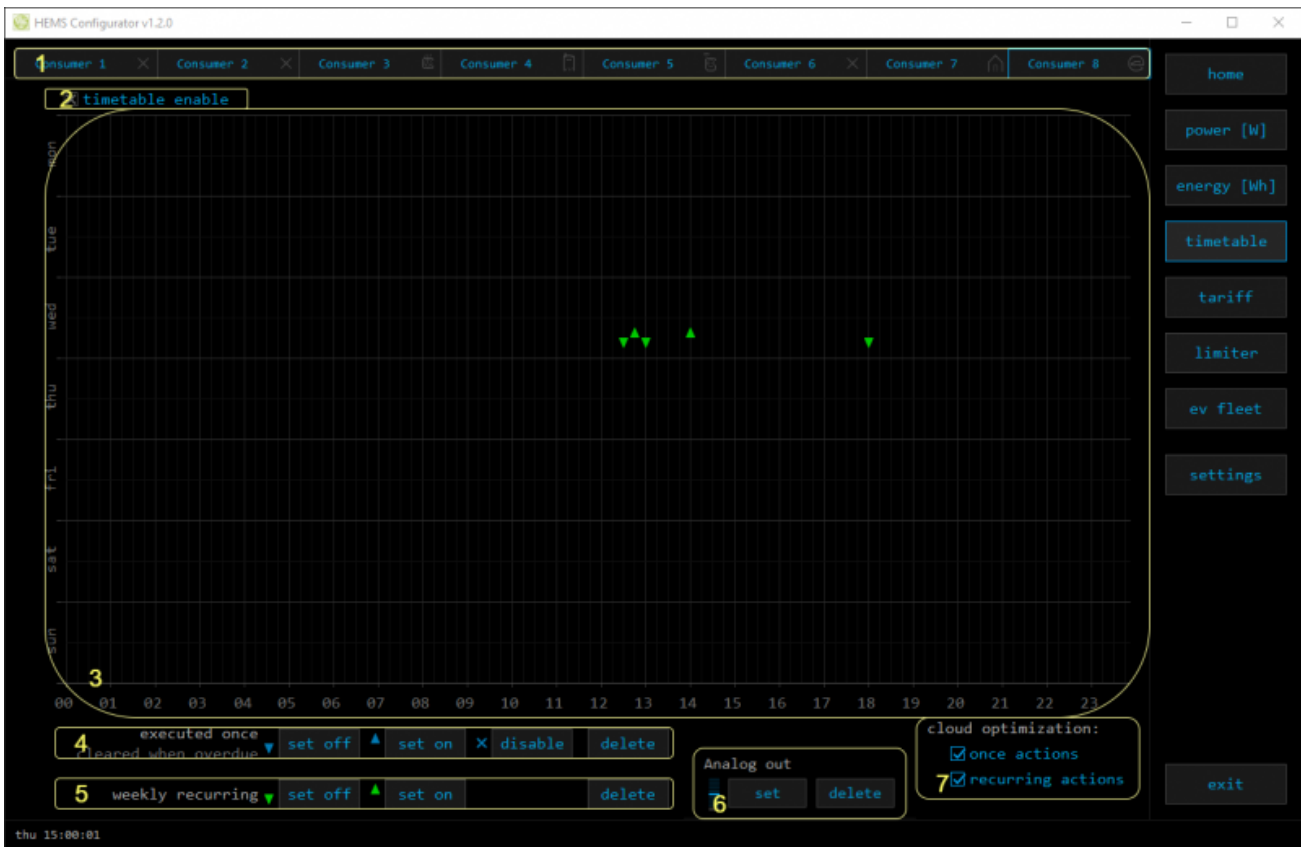 HEMS Configurator v1.2.0
1 Consumer 1 Consumer 2 Consumer 3 Consumer 4 Consumer 5 Consumer 6 Consumer 7 Consumer 8
home
2 timetable enable
power [W]
energy [Wh]
timetable
tariff
limiter
ev fleet
settings
mon
tue
wed
thu
fri
sat
sun
3
00 01 02 03 04 05 06 07 08 09 10 11 12 13 14 15 16 17 18 19 20 21 22 23
4 executed once
cleared when overdue
set off set on disable delete
5 weekly recurring set off set on delete
Analog out
6 set delete
cloud optimization:
once actions
7 recurring actions
exit
thu 15:00:01